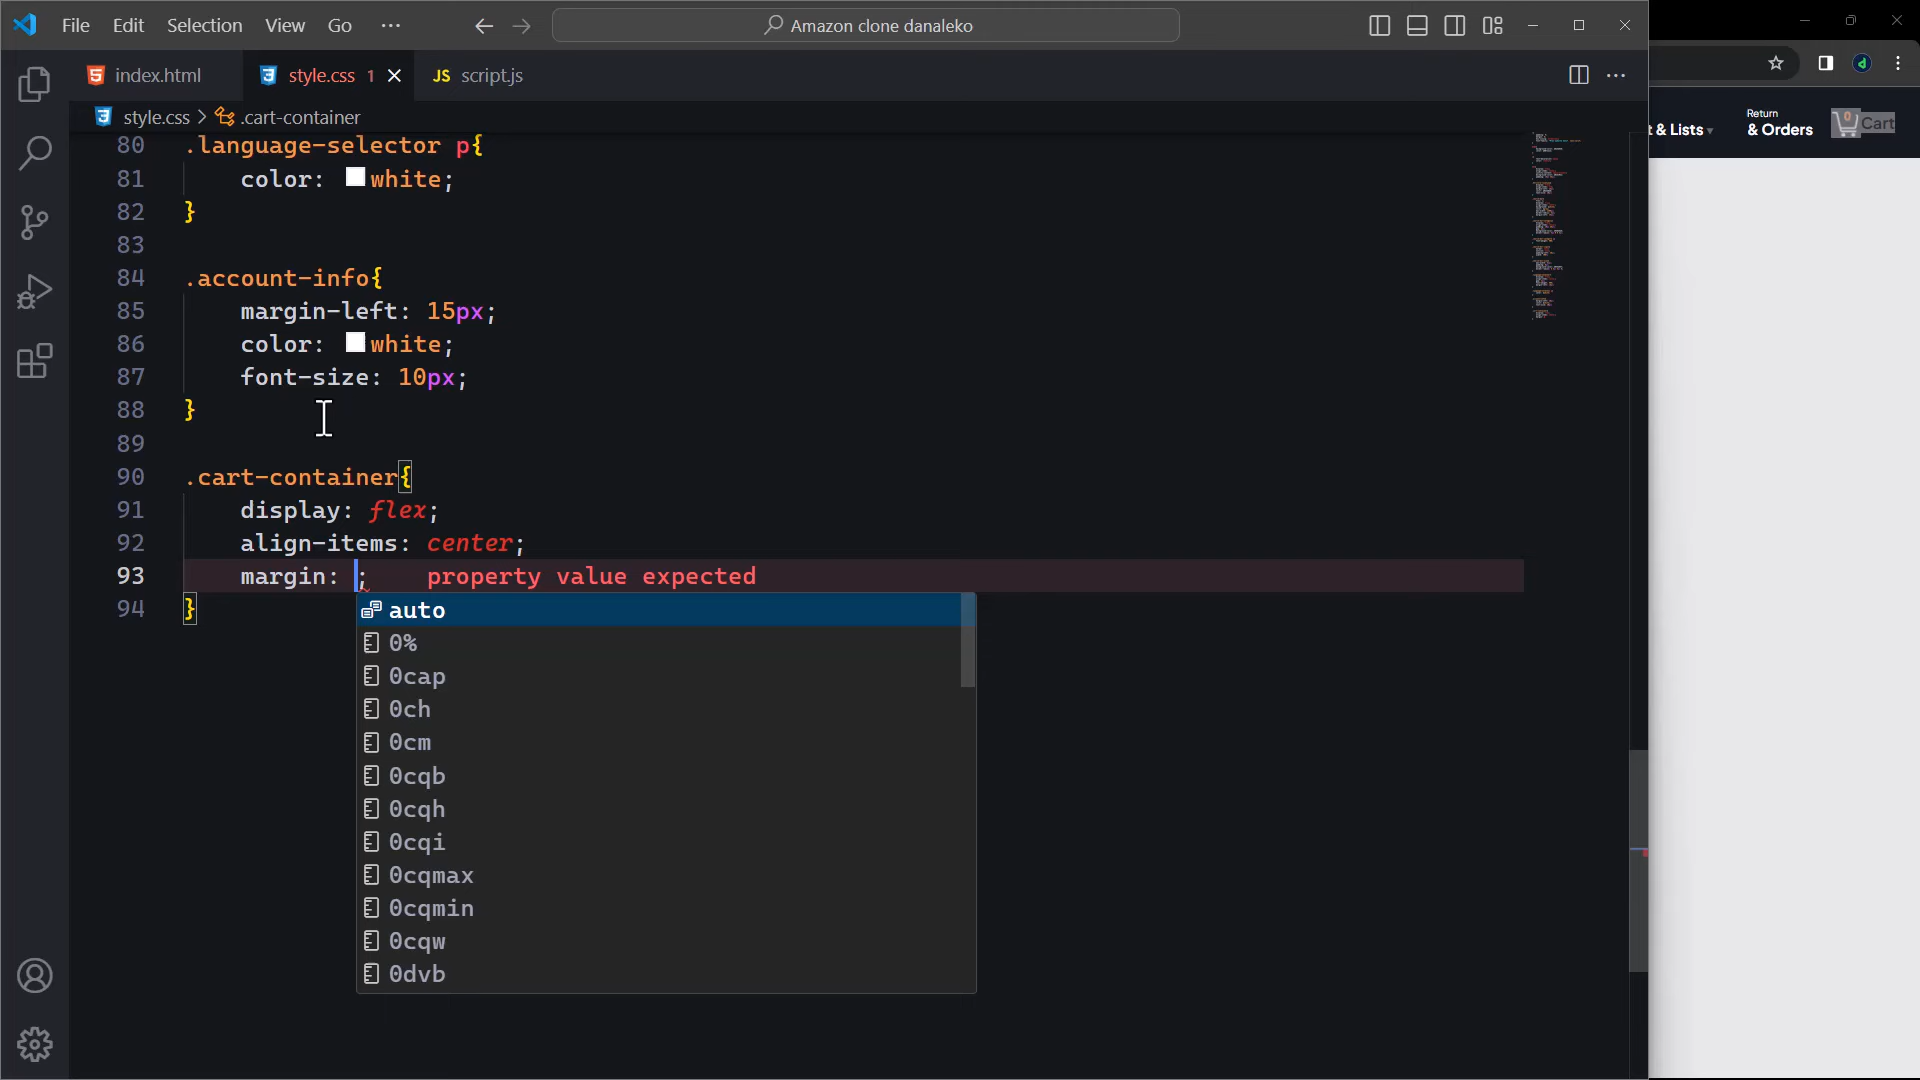 File Edit Selection View Go ···
Amazon clone danaleko
index.html
style.css 1
JS script.js
style.css > .cart-container
80 .language-selector p{
81 color: white;
82 }
83
84 .account-info{
85 margin-left: 15px;
86 color: white;
87 font-size: 10px;
88 }
89
90 .cart-container{
91 display: flex;
92 align-items: center;
93 margin: ; property value expected
94 }
auto
0%
0cap
0ch
0cm
0cqb
0cqh
0cqi
0cqmax
0cqmin
0cqw
0dvb
d
t & Lists
Return
& Orders
0
Cart